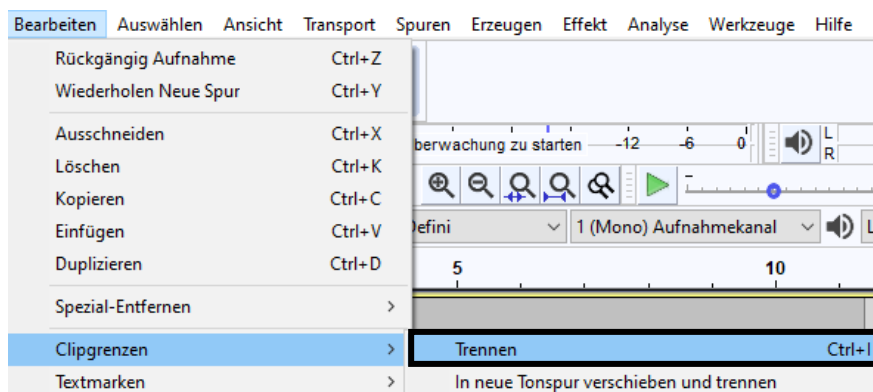 Bearbeiten Auswählen Ansicht Transport Spuren Erzeugen Effekt Analyse Werkzeuge Hilfe
Rückgängig Aufnahme Ctrl+Z
Wiederholen Neue Spur Ctrl+Y
Ausschneiden Ctrl+X
berwachung zu starten -12 -6 0 L
R
Löschen Ctrl+K
Kopieren Ctrl+C
Einfügen Ctrl+V
Defini 1 (Mono) Aufnahmekanal L
Duplizieren Ctrl+D
5 10
Spezial-Entfernen >
Clipgrenzen >
Trennen Ctrl+I
Textmarken >
In neue Tonspur verschieben und trennen